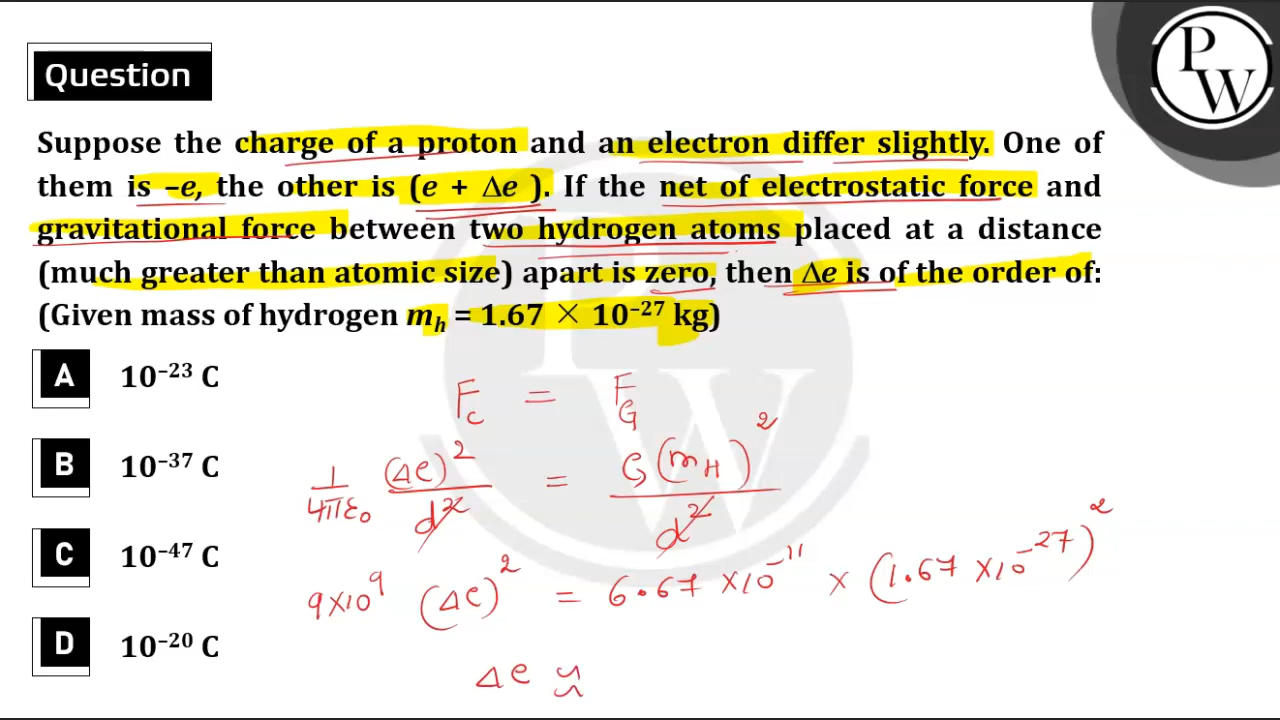 PW
Question
Suppose the charge of a proton and an electron differ slightly. One of
them is –e, the other is (e + Δe ). If the net of electrostatic force and
gravitational force between two hydrogen atoms placed at a distance
(much greater than atomic size) apart is zero, then Δe is of the order of:
(Given mass of hydrogen mₕ = 1.67 × 10⁻²⁷ kg)
A 10⁻²³ C
B 10⁻³⁷ C
C 10⁻⁴⁷ C
D 10⁻²⁰ C
F_C = F_G
1/4πε₀ (Δe)²/d² = G(m_H)²/d²
9×10⁹ (Δe)² = 6.67 ×10⁻¹¹ × (1.67 ×10⁻²⁷)²
Δe ≈